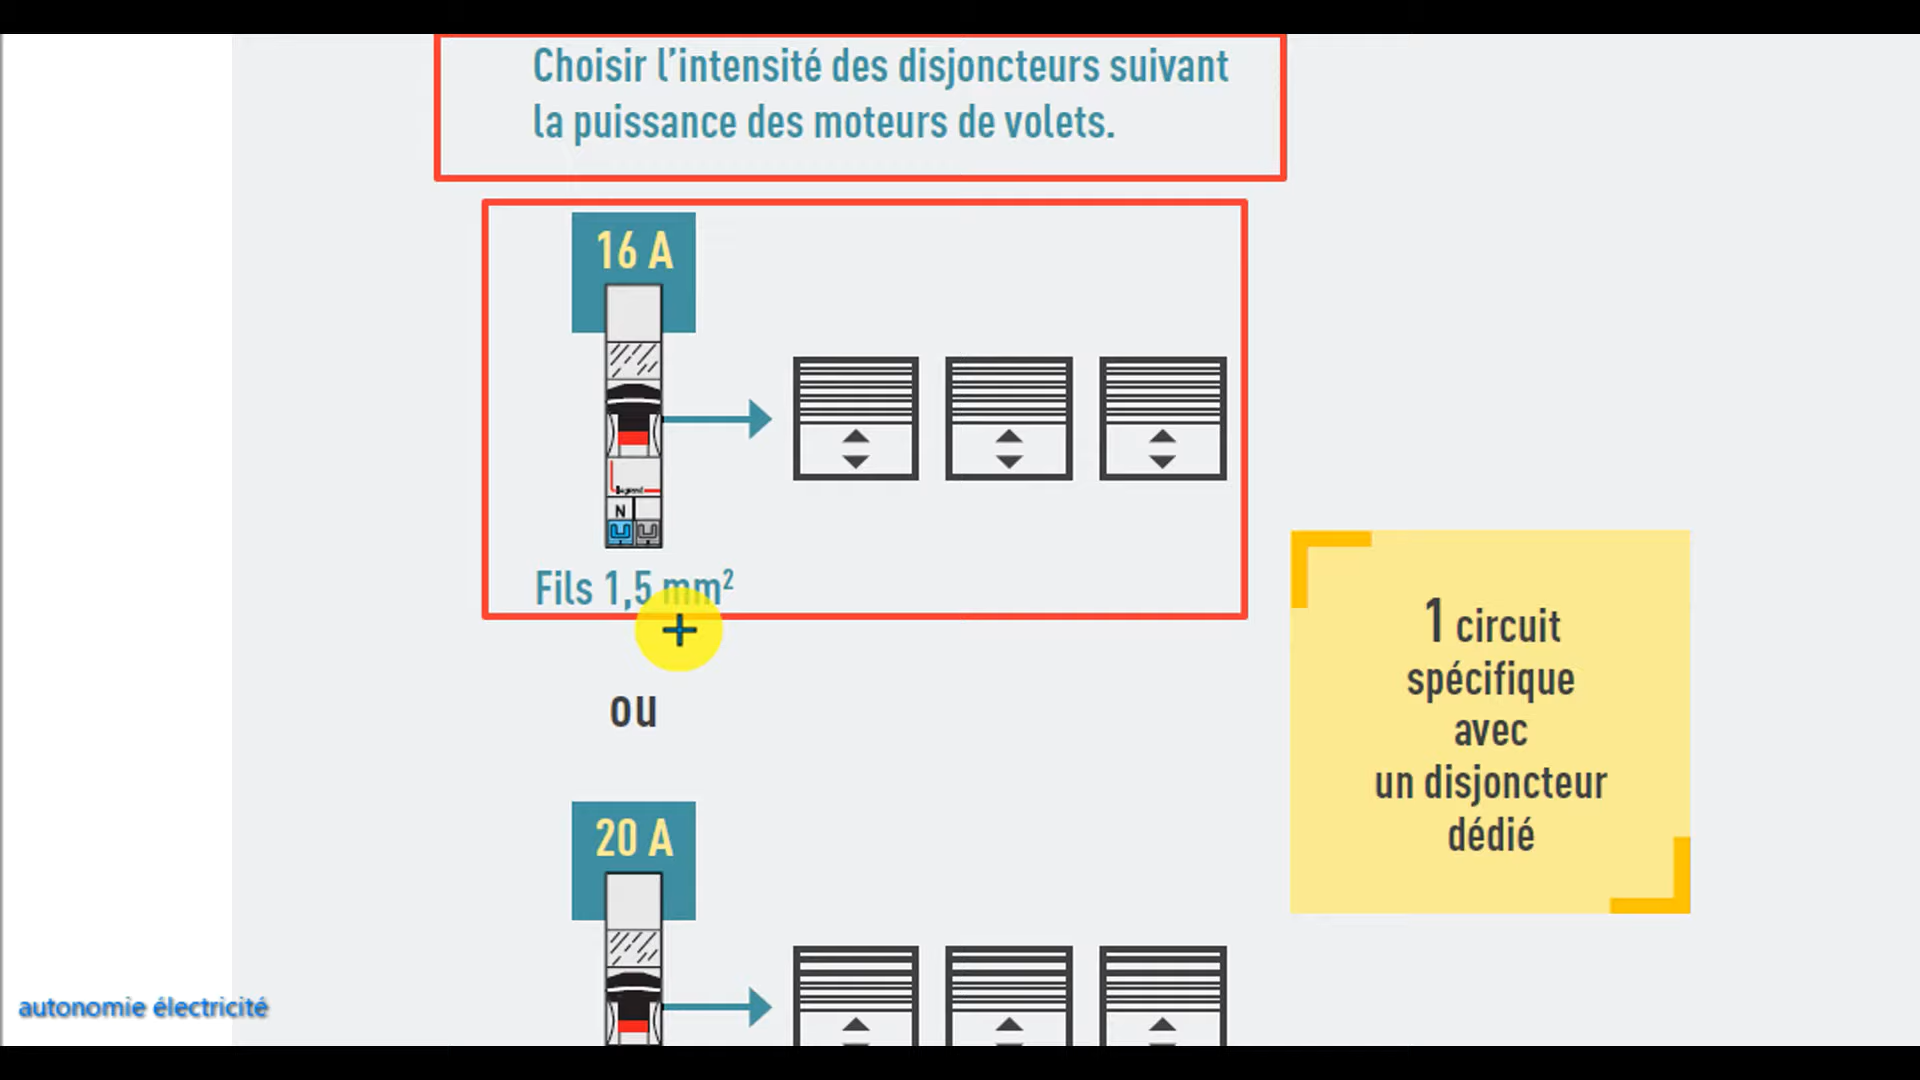 Choisir l’intensité des disjoncteurs suivant
la puissance des moteurs de volets.
16 A
legrand
N
Fils 1,5 mm²
ou
1 circuit
spécifique
avec
un disjoncteur
dédié
20 A
autonomie électricité